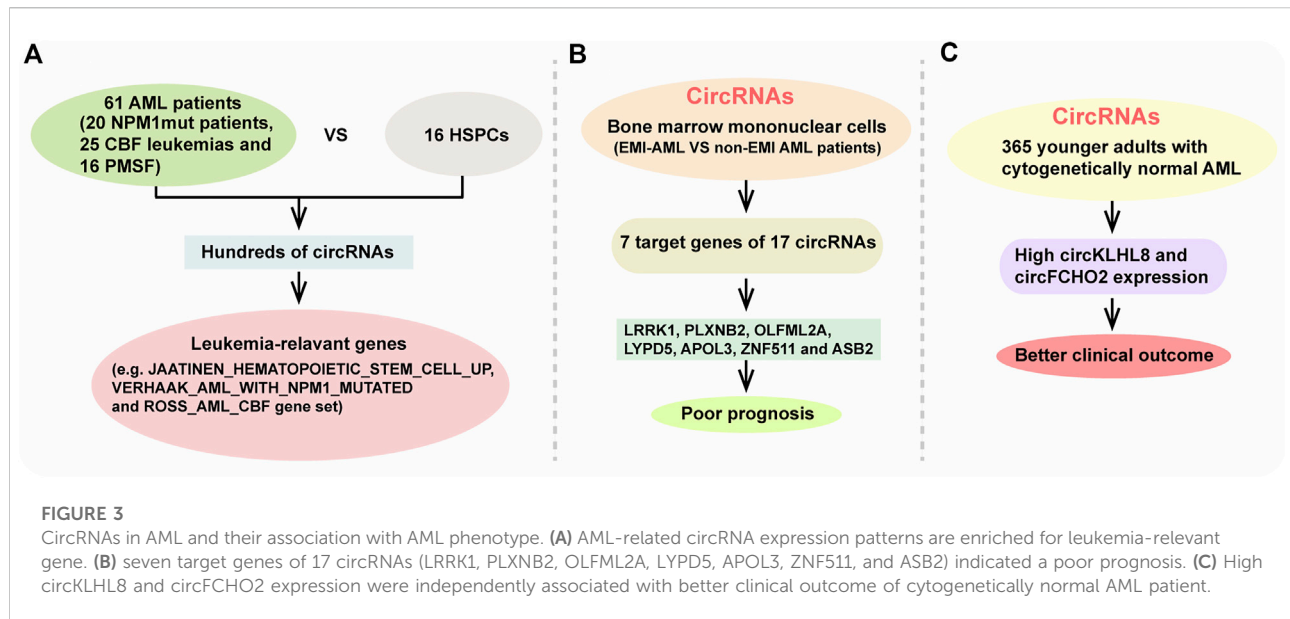 A
61 AML patients
(20 NPM1mut patients,
25 CBF leukemias and
16 PMSF)
VS
16 HSPCs
Hundreds of circRNAs
Leukemia-relavant genes
(e.g. JAATINEN_HEMATOPOIETIC_STEM_CELL_UP,
VERHAAK_AML_WITH_NPM1_MUTATED
and ROSS_AML_CBF gene set)
B
CircRNAs
Bone marrow mononuclear cells
(EMI-AML VS non-EMI AML patients)
7 target genes of 17 circRNAs
LRRK1, PLXNB2, OLFML2A,
LYPD5, APOL3, ZNF511 and ASB2
Poor prognosis
C
CircRNAs
365 younger adults with
cytogenetically normal AML
High circKLHL8 and
circFCHO2 expression
Better clinical outcome
FIGURE 3
CircRNAs in AML and their association with AML phenotype. (A) AML-related circRNA expression patterns are enriched for leukemia-relevant
gene. (B) seven target genes of 17 circRNAs (LRRK1, PLXNB2, OLFML2A, LYPD5, APOL3, ZNF511, and ASB2) indicated a poor prognosis. (C) High
circKLHL8 and circFCHO2 expression were independently associated with better clinical outcome of cytogenetically normal AML patient.